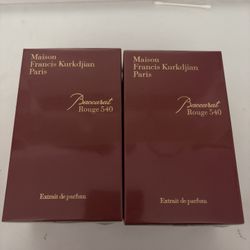 Maison
Francis Kurkdjian
Paris
Baccarat
Rouge 540
Extrait de parfum
Maison
Francis Kurkdjian
Paris
Baccarat
Rouge 540
Extrait de parfum